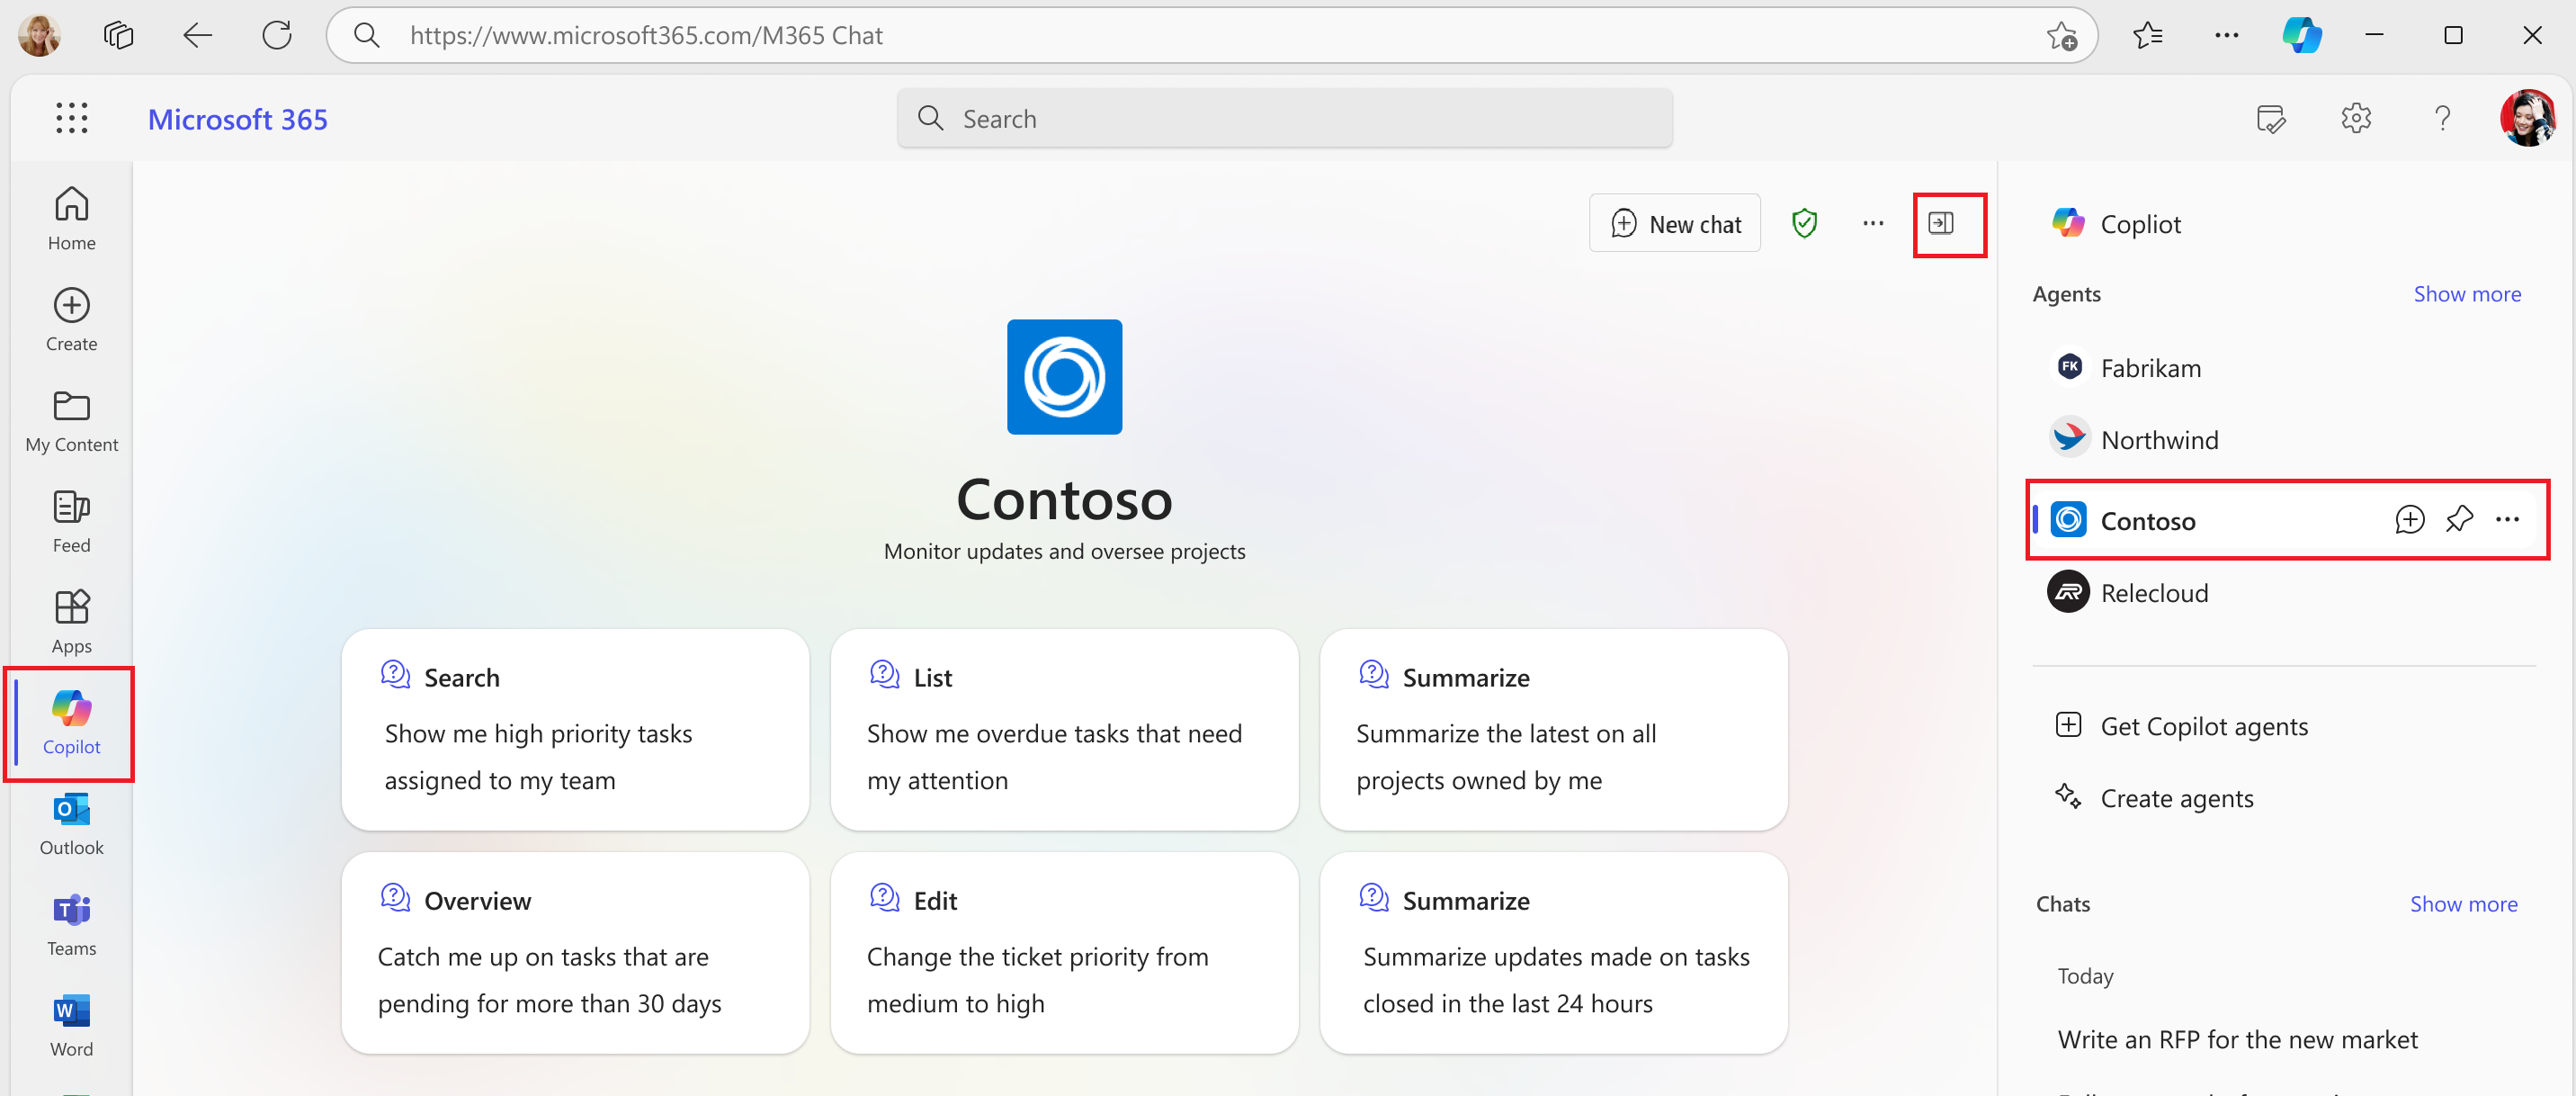 https://www.microsoft365.com/M365 Chat
Microsoft 365
Search
Home
Create
My Content
Feed
Apps
Copilot
Outlook
Teams
Word
New chat
Contoso
Monitor updates and oversee projects
Search
Show me high priority tasks
assigned to my team
List
Show me overdue tasks that need
my attention
Summarize
Summarize the latest on all
projects owned by me
Overview
Catch me up on tasks that are
pending for more than 30 days
Edit
Change the ticket priority from
medium to high
Summarize
Summarize updates made on tasks
closed in the last 24 hours
Copliot
Agents
Show more
FK
Fabrikam
Northwind
Contoso
Relecloud
Get Copilot agents
Create agents
Chats
Show more
Today
Write an RFP for the new market